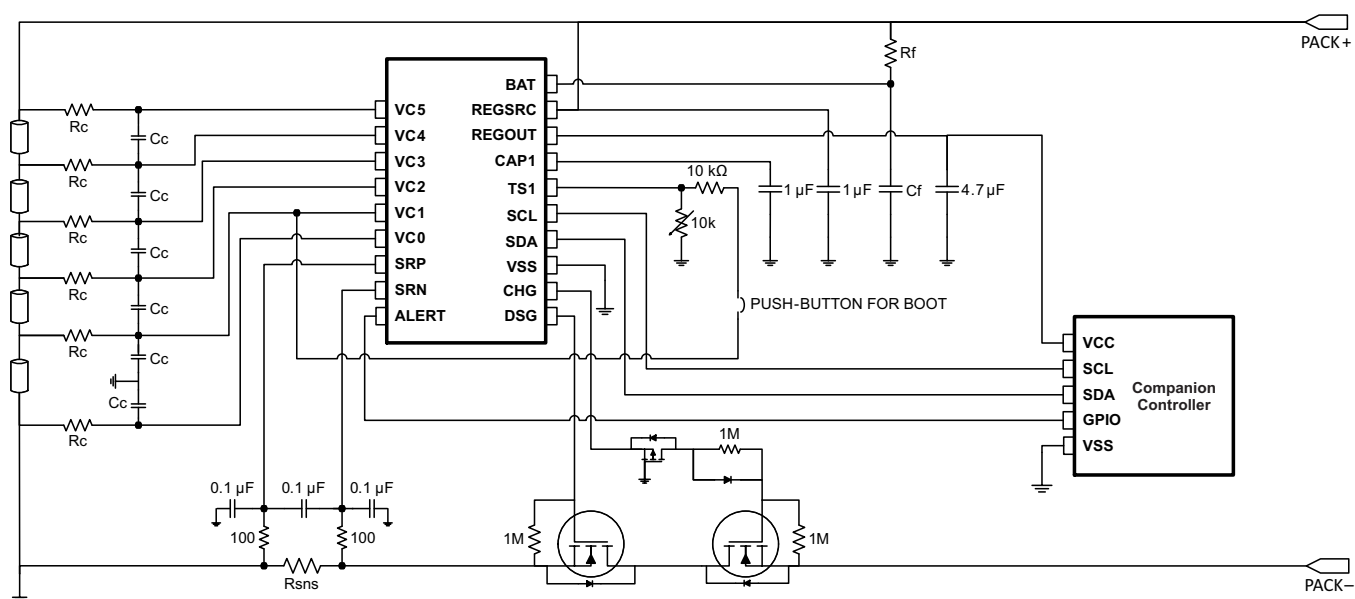 PACK+
Rf
BAT
VC5
REGSRC
Rc
Cc
VC4
REGOUT
VC3
CAP1
Rc
10 kΩ
VC2
TS1
1 µF
1 µF
Cf
4.7 µF
Cc
VC1
SCL
10k
Rc
VC0
SDA
Cc
SRP
VSS
Rc
SRN
CHG
PUSH-BUTTON FOR BOOT
Cc
ALERT
DSG
Rc
Cc
VCC
SCL
Companion
Controller
SDA
Cc
GPIO
Rc
1M
VSS
0.1 µF
0.1 µF
0.1 µF
100
100
1M
1M
Rsns
PACK–